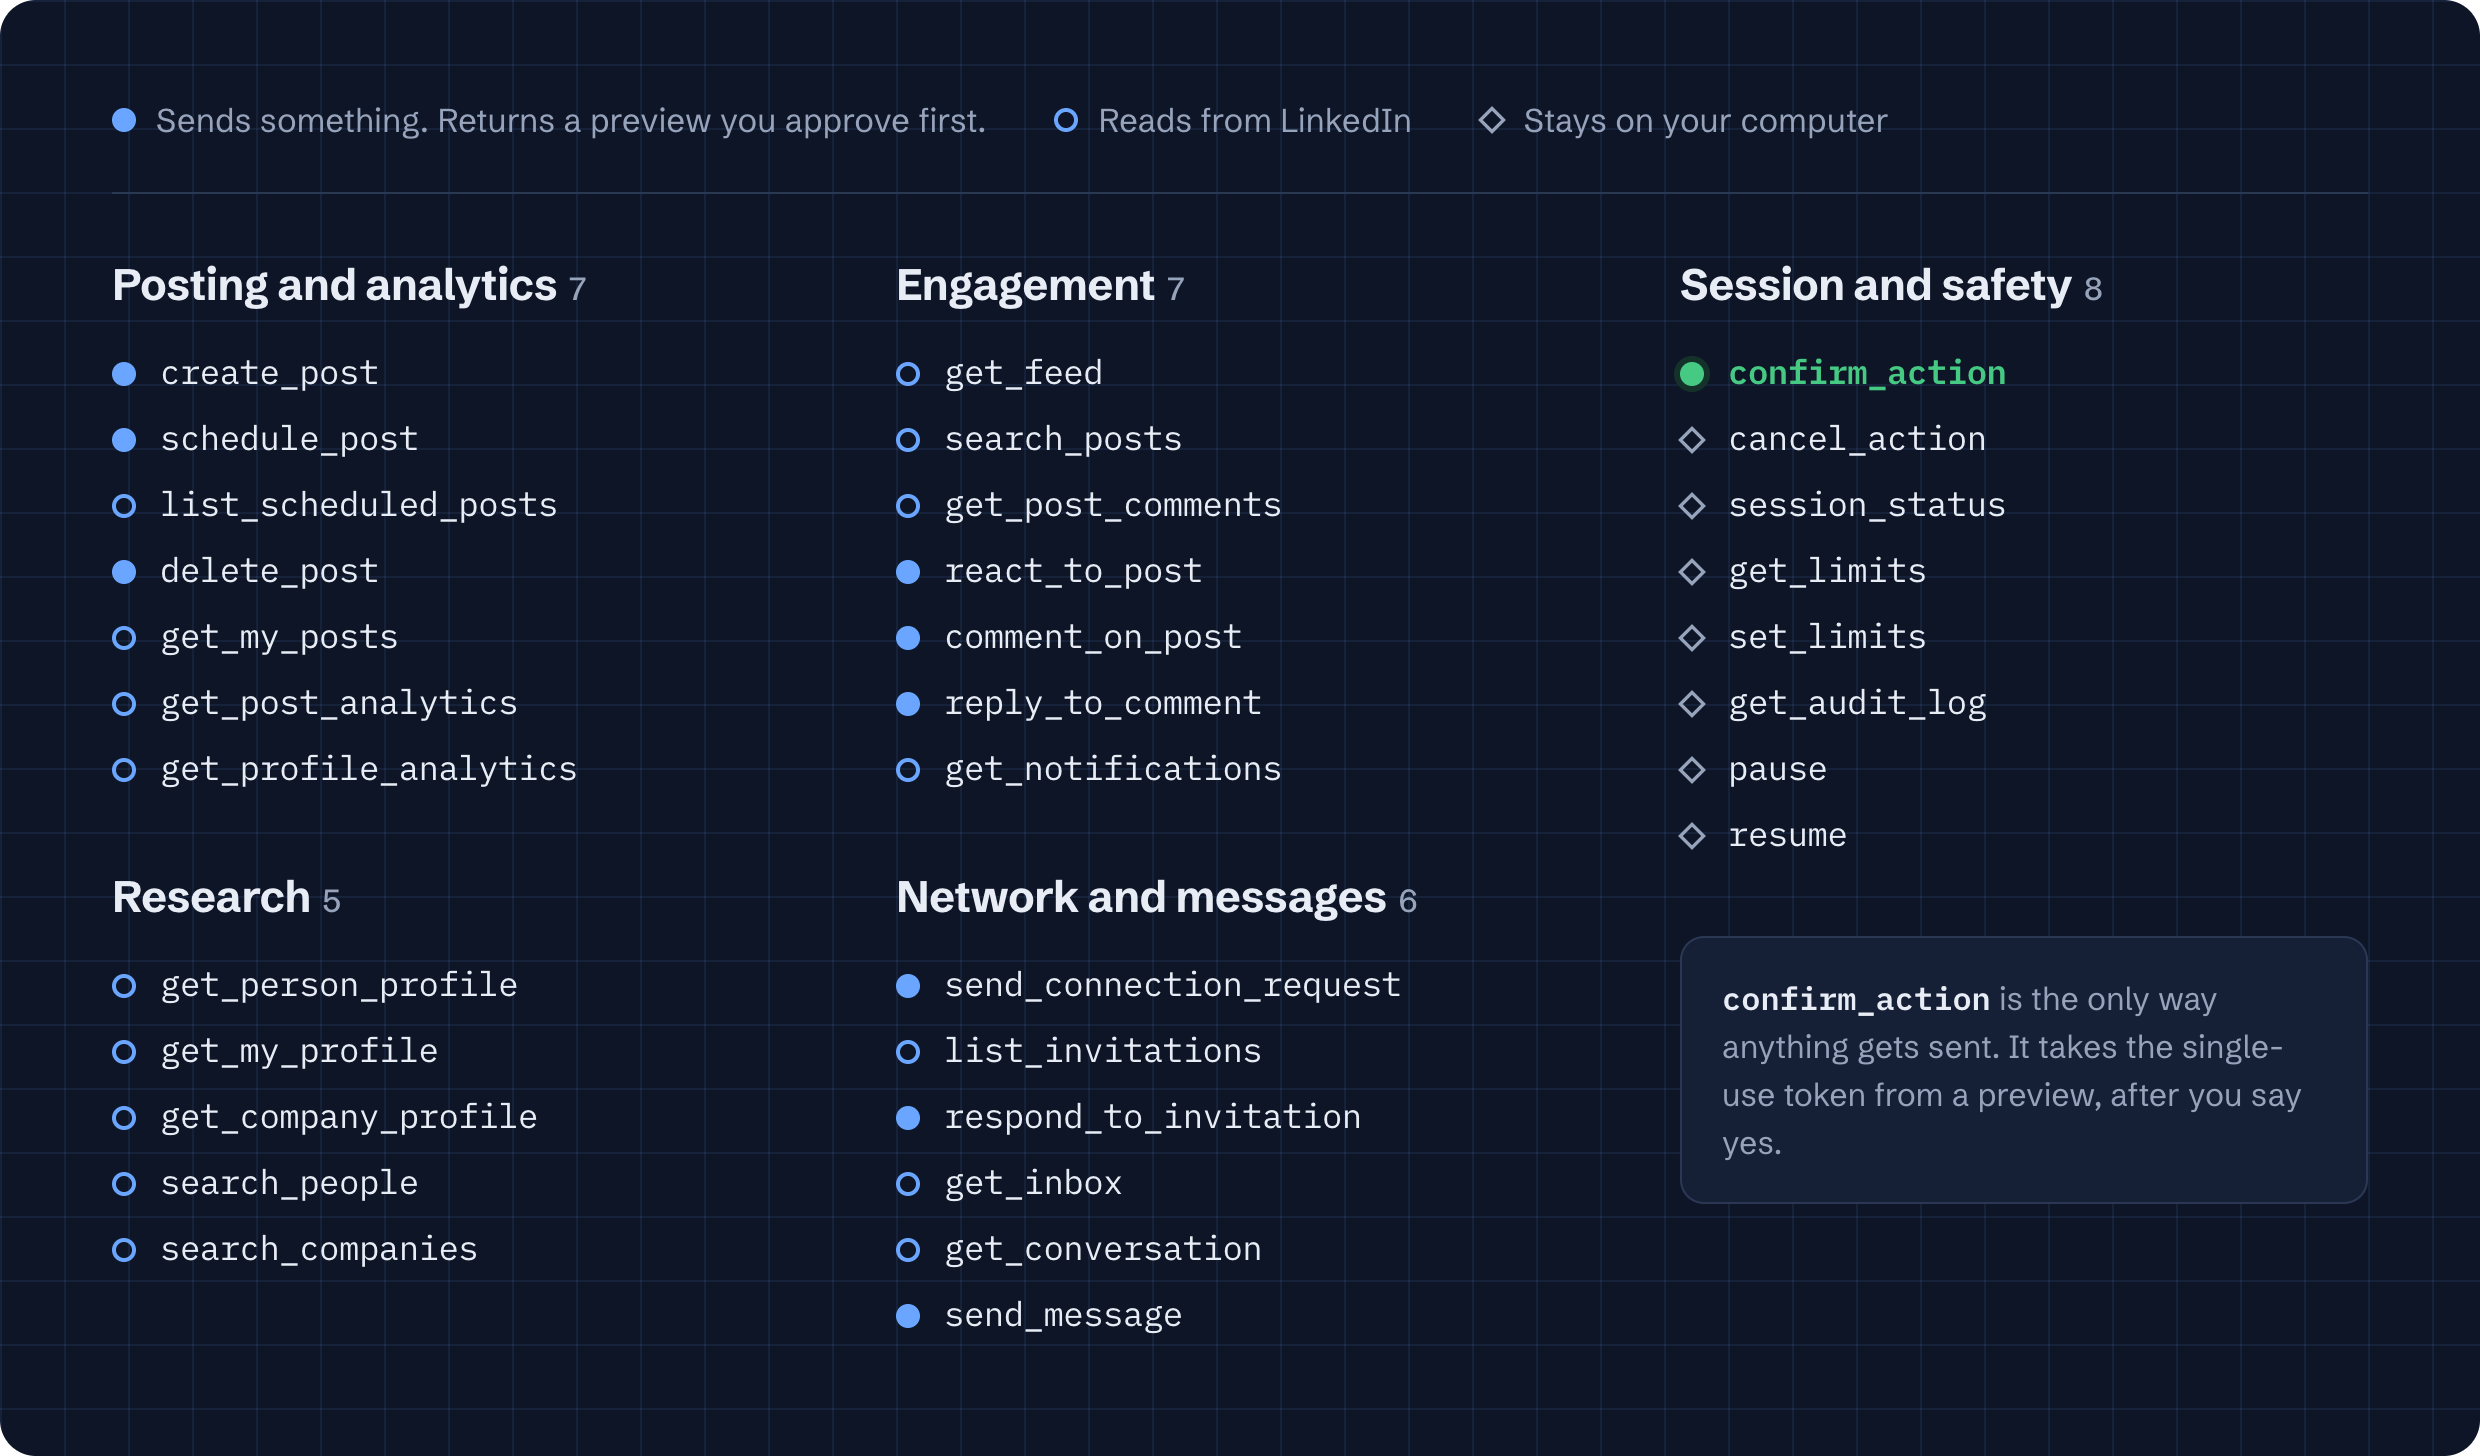 Sends something. Returns a preview you approve first.
Reads from LinkedIn
Stays on your computer
Posting and analytics 7
create_post
schedule_post
list_scheduled_posts
delete_post
get_my_posts
get_post_analytics
get_profile_analytics
Research 5
get_person_profile
get_my_profile
get_company_profile
search_people
search_companies
Engagement 7
get_feed
search_posts
get_post_comments
react_to_post
comment_on_post
reply_to_comment
get_notifications
Network and messages 6
send_connection_request
list_invitations
respond_to_invitation
get_inbox
get_conversation
send_message
Session and safety 8
confirm_action
cancel_action
session_status
get_limits
set_limits
get_audit_log
pause
resume
confirm_action is the only way
anything gets sent. It takes the single-
use token from a preview, after you say
yes.